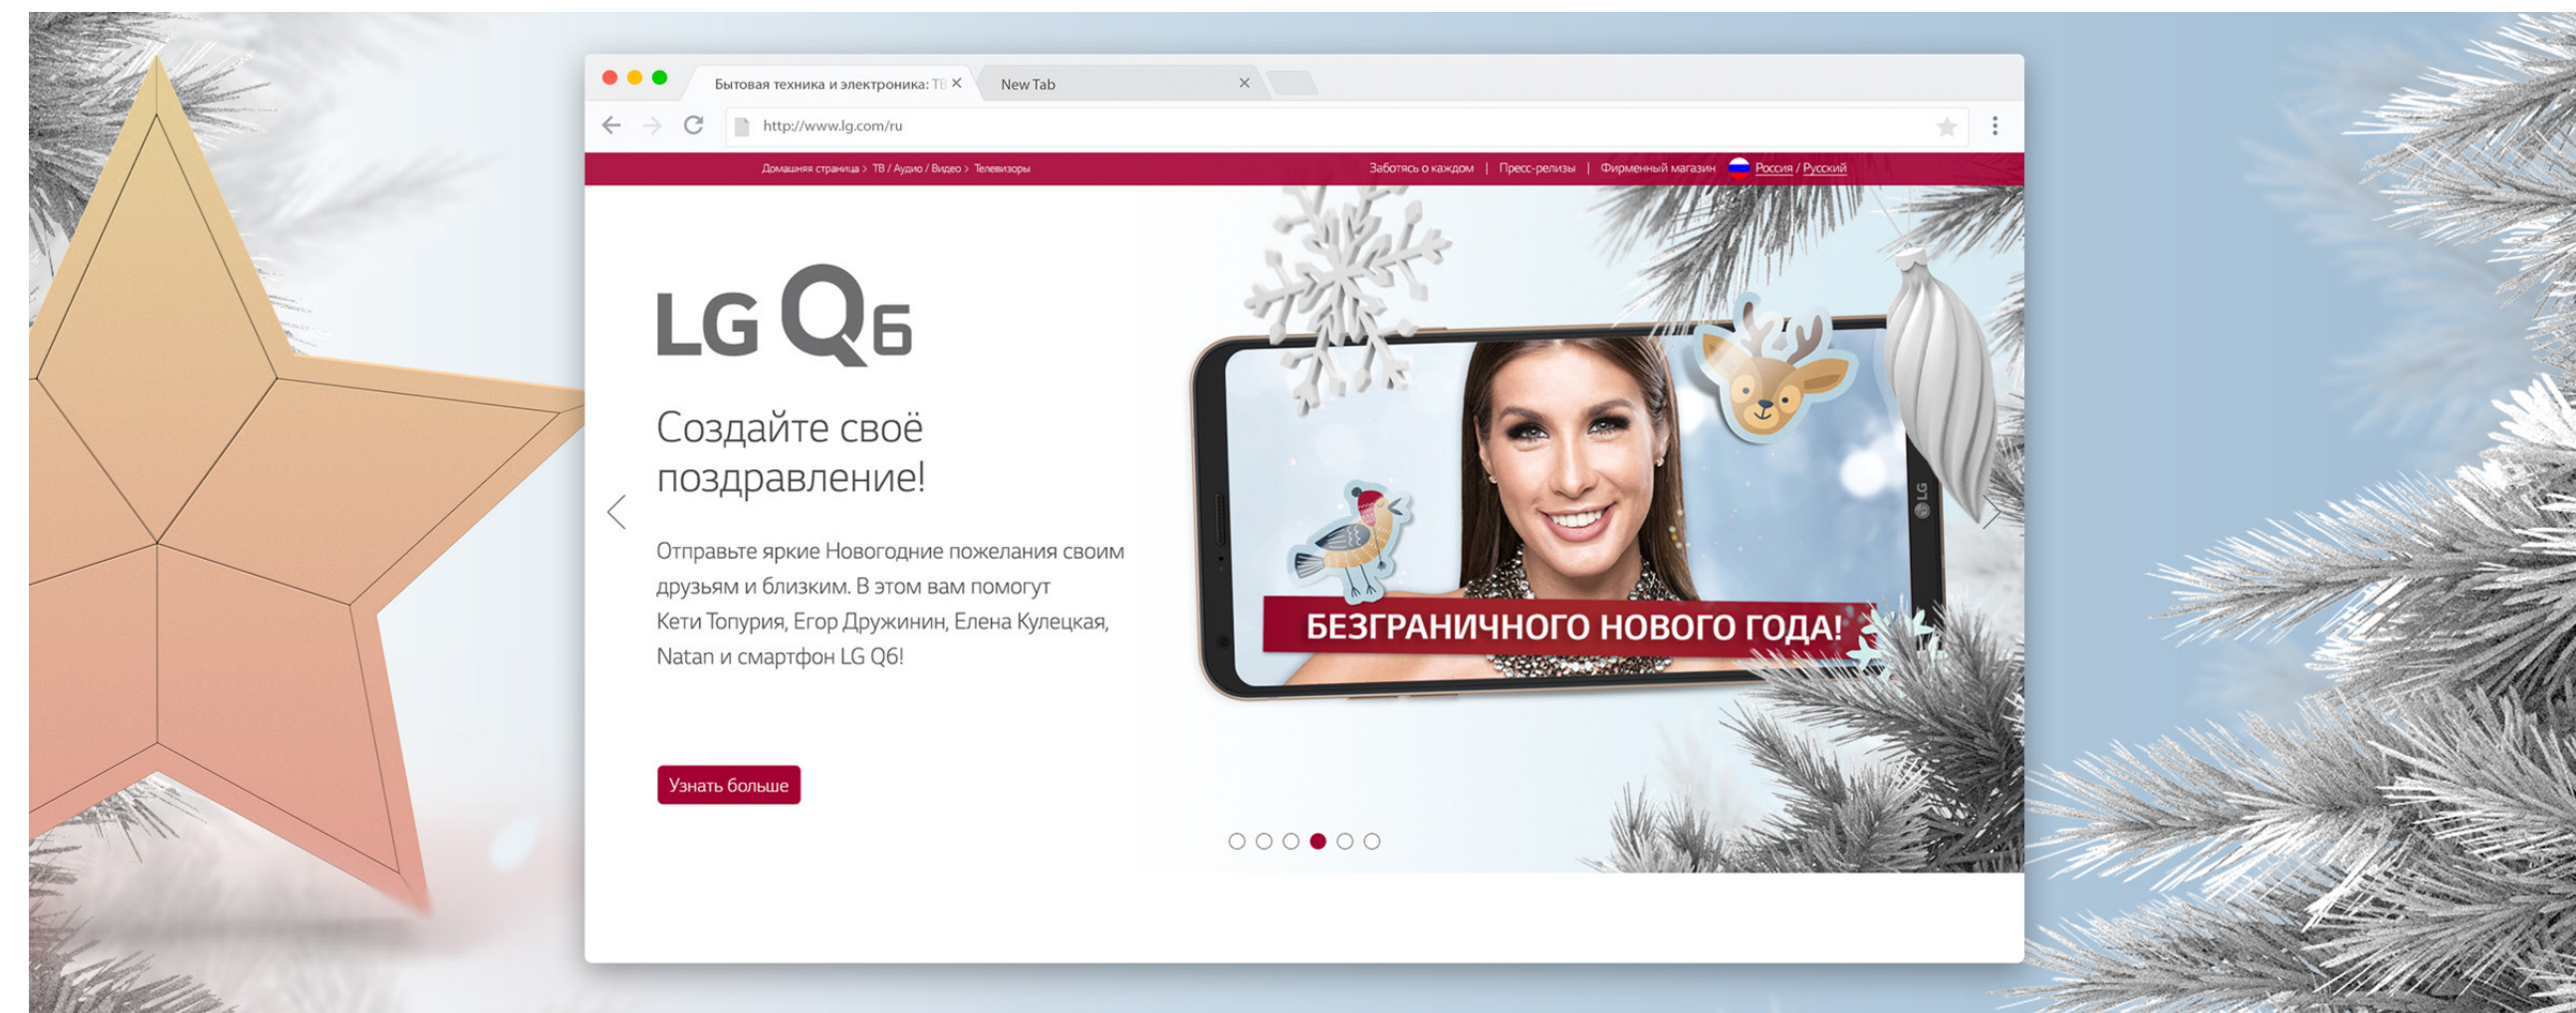 Бытовая техника и электроника: ТВ
New Tab
http://www.lg.com/ru
Домашняя страница > ТВ / Аудио / Видео > Телевизоры
Заботясь о каждом | Пресс-релизы | Фирменный магазин Россия / Русский
LG Q6
Создайте своё
поздравление!
Отправьте яркие Новогодние пожелания своим
друзьям и близким. В этом вам помогут
Кети Топурия, Егор Дружинин, Елена Кулецкая,
Natan и смартфон LG Q6!
Узнать больше
LG
БЕЗГРАНИЧНОГО НОВОГО ГОДА!